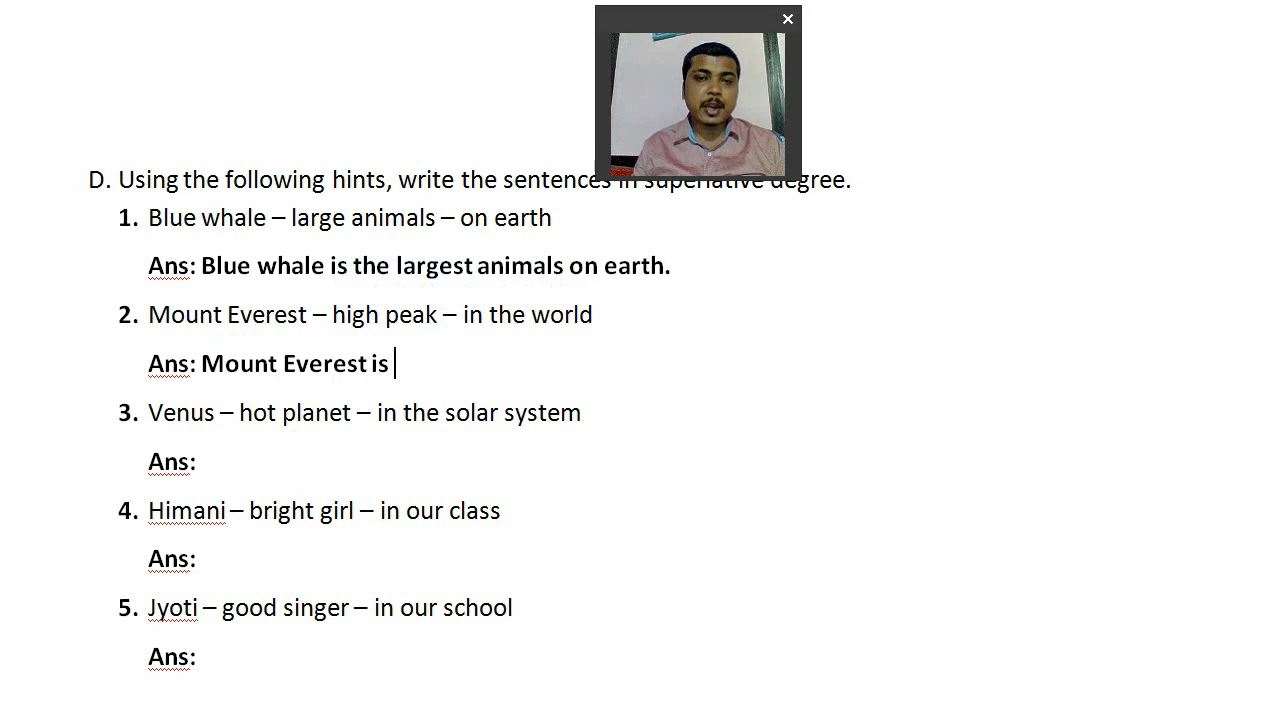 D. Using the following hints, write the sentences in superlative degree.
1. Blue whale – large animals – on earth
Ans: Blue whale is the largest animals on earth.
2. Mount Everest – high peak – in the world
Ans: Mount Everest is
3. Venus – hot planet – in the solar system
Ans:
4. Himani – bright girl – in our class
Ans:
5. Jyoti – good singer – in our school
Ans: